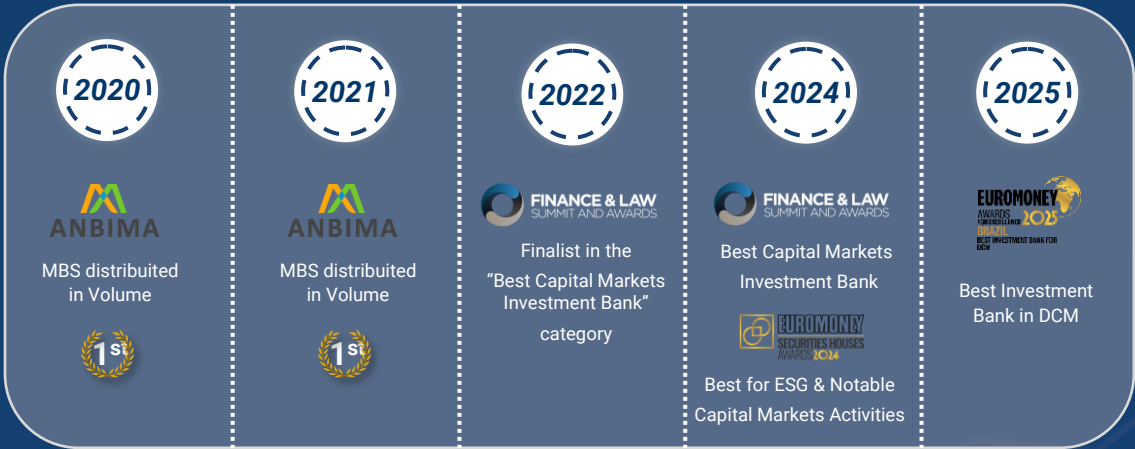 2020
ANBIMA
MBS distribuited
in Volume
1st
2021
ANBIMA
MBS distribuited
in Volume
1st
2022
FINANCE & LAW
SUMMIT AND AWARDS
Finalist in the
“Best Capital Markets
Investment Bank”
category
2024
FINANCE & LAW
SUMMIT AND AWARDS
Best Capital Markets
Investment Bank
EUROMONEY
SECURITIES HOUSES
AWARDS 2024
Best for ESG & Notable
Capital Markets Activities
2025
EUROMONEY
AWARDS
FOR EXCELLENCE 2025
BRAZIL
BEST INVESTMENT BANK FOR
DCM
Best Investment
Bank in DCM